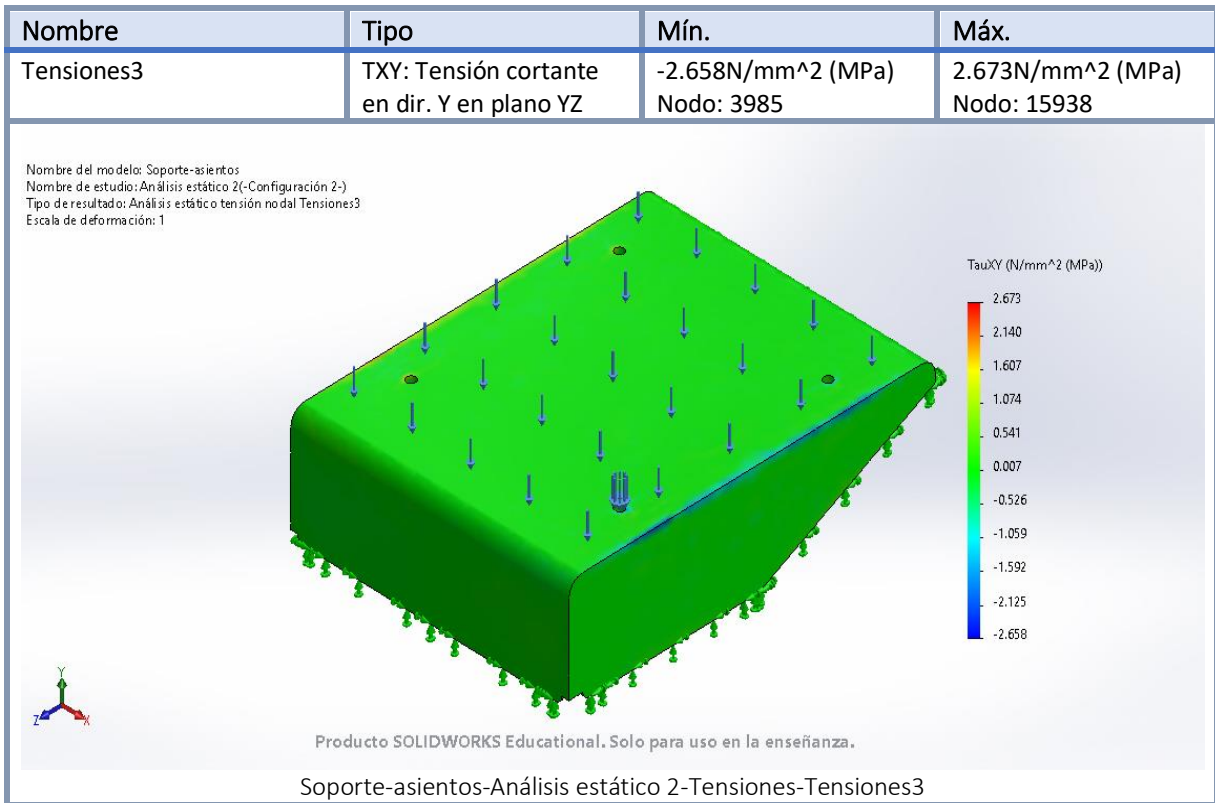 Nombre Tipo Mín. Máx.
Tensiones3 TXY: Tensión cortante -2.658N/mm^2 (MPa) 2.673N/mm^2 (MPa)
en dir. Y en plano YZ Nodo: 3985 Nodo: 15938
Nombre del modelo: Soporte-asientos
Nombre de estudio: Análisis estático 2(-Configuración 2-)
Tipo de resultado: Análisis estático tensión nodal Tensiones3
Escala de deformación: 1
TauXY (N/mm^2 (MPa))
2.673
2.140
1.607
1.074
0.541
0.007
-0.526
-1.059
-1.592
-2.125
-2.658
Y
Z X
Producto SOLIDWORKS Educational. Solo para uso en la enseñanza.
Soporte-asientos-Análisis estático 2-Tensiones-Tensiones3